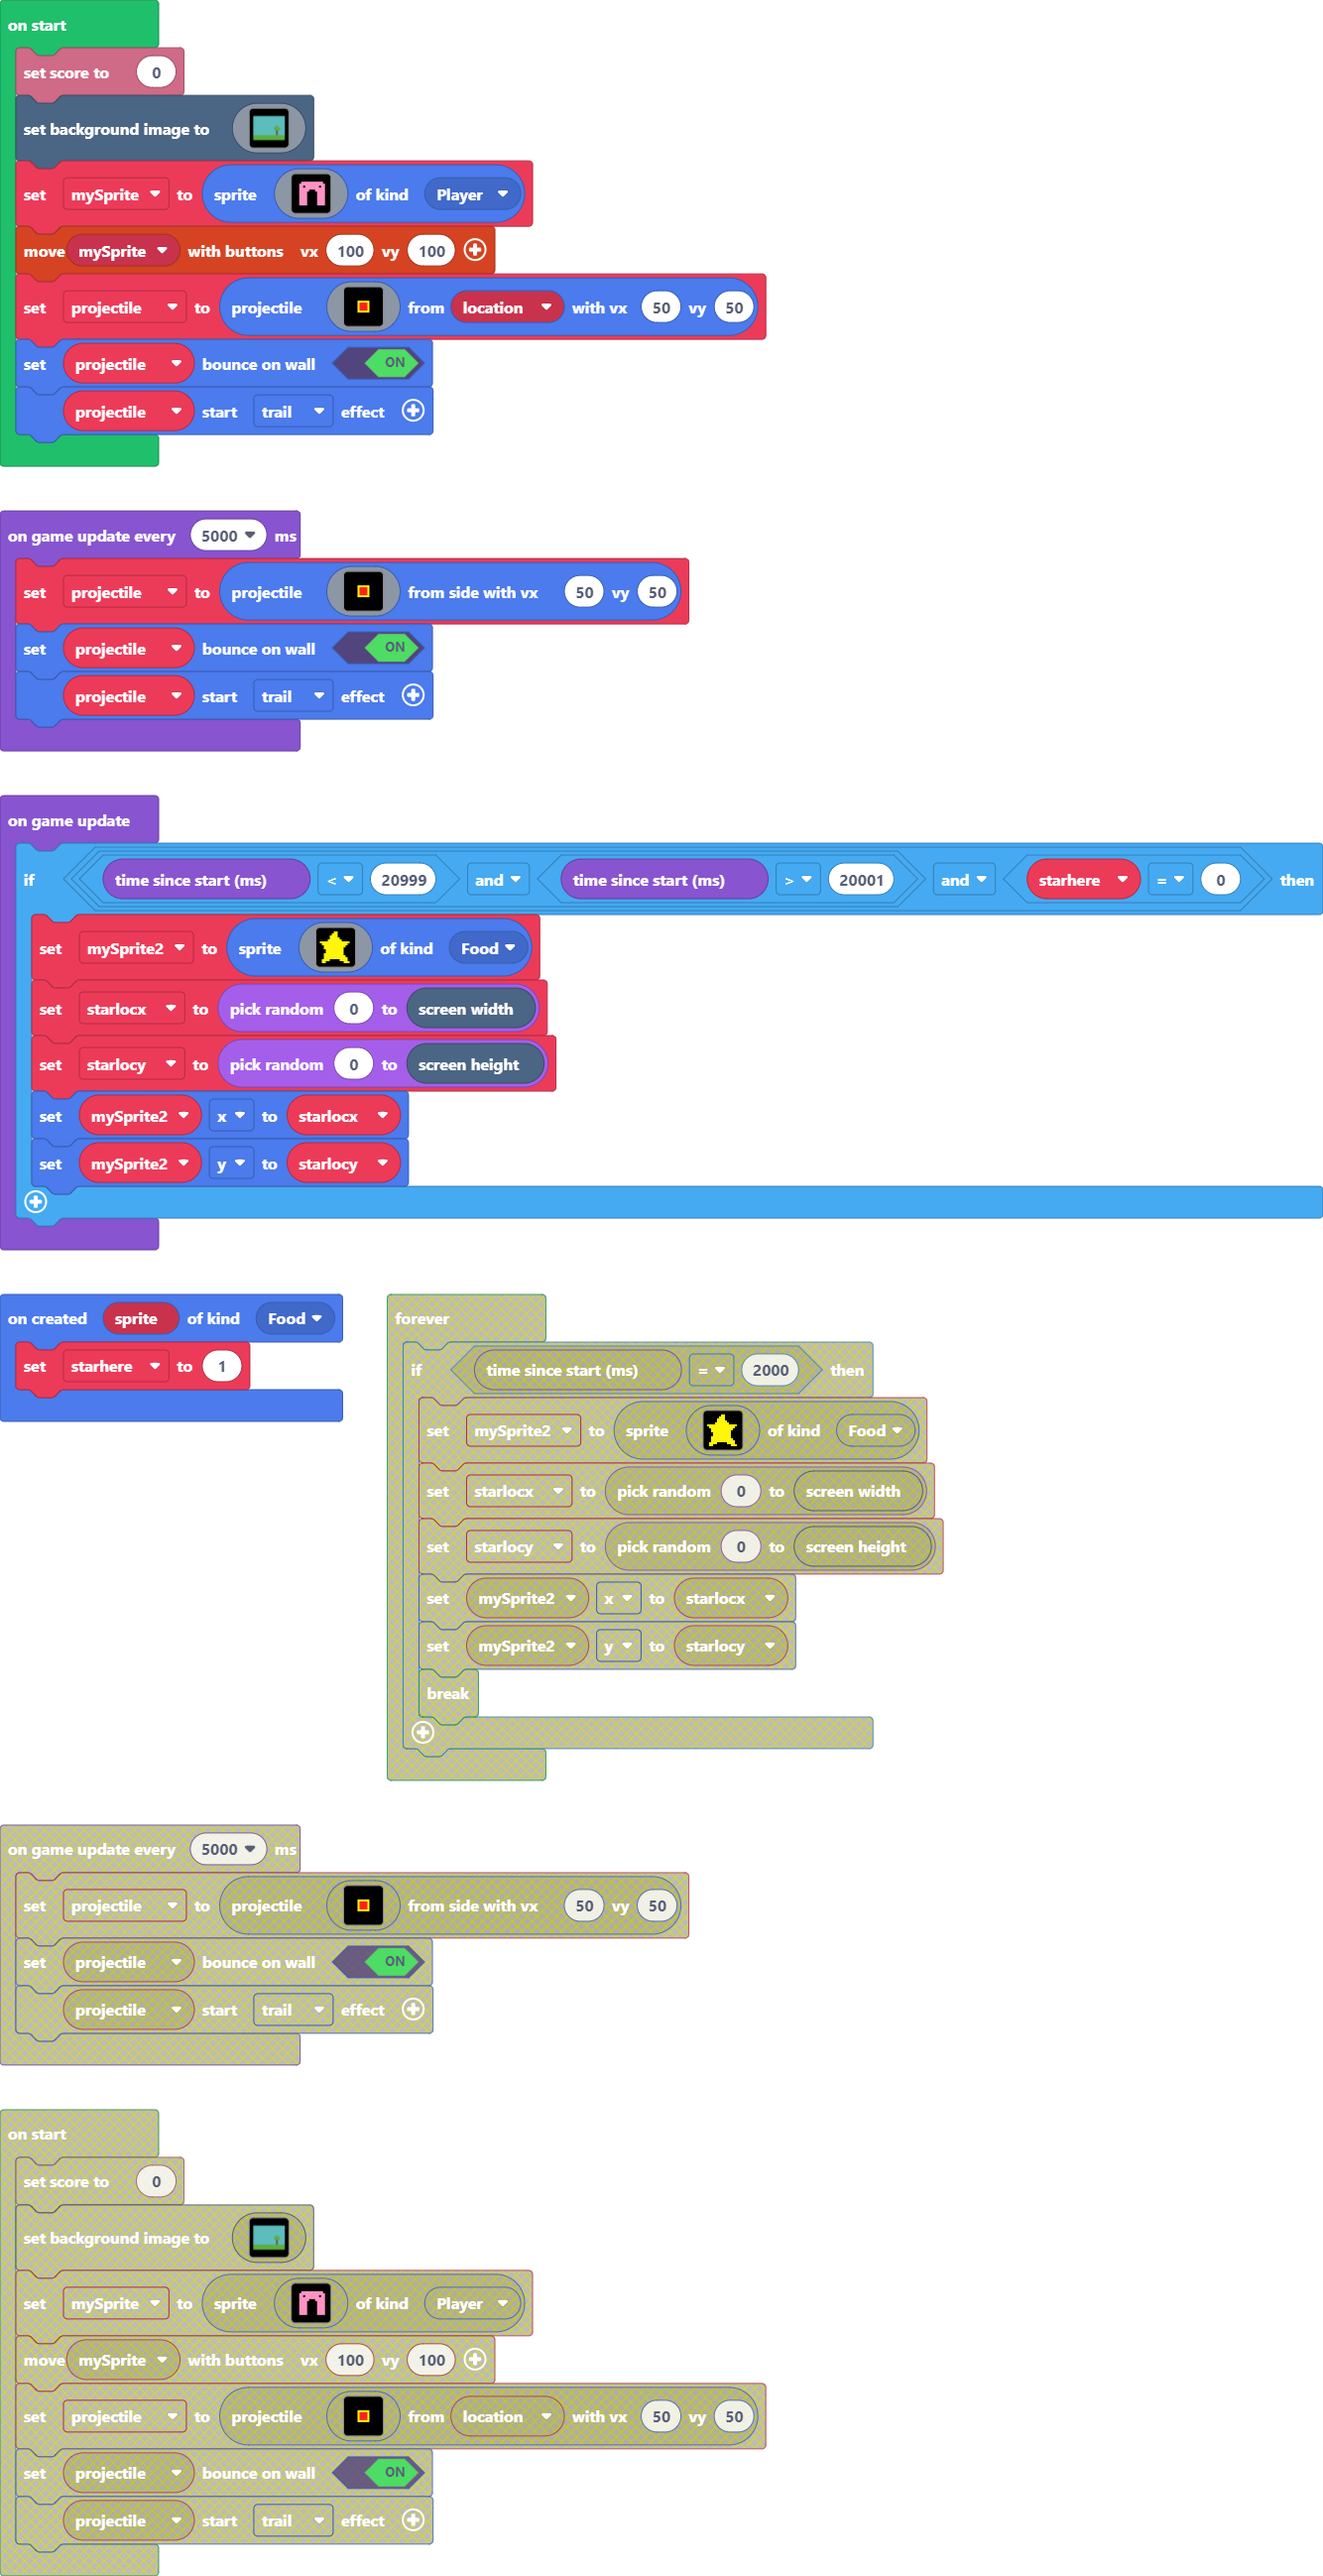 on start
set score to 0
set background image to
set mySprite to sprite of kind Player
move mySprite with buttons vx 100 vy 100
set projectile to projectile from location with vx 50 vy 50
set projectile bounce on wall ON
projectile start trail effect
on game update every 5000 ms
set projectile to projectile from side with vx 50 vy 50
set projectile bounce on wall ON
projectile start trail effect
on game update
if time since start (ms) < 20999 and time since start (ms) > 20001 and starhere = 0 then
set mySprite2 to sprite of kind Food
set starlocx to pick random 0 to screen width
set starlocy to pick random 0 to screen height
set mySprite2 x to starlocx
set mySprite2 y to starlocy
on created sprite of kind Food
set starhere to 1
forever
if time since start (ms) = 2000 then
set mySprite2 to sprite of kind Food
set starlocx to pick random 0 to screen width
set starlocy to pick random 0 to screen height
set mySprite2 x to starlocx
set mySprite2 y to starlocy
break
on game update every 5000 ms
set projectile to projectile from side with vx 50 vy 50
set projectile bounce on wall ON
projectile start trail effect
on start
set score to 0
set background image to
set mySprite to sprite of kind Player
move mySprite with buttons vx 100 vy 100
set projectile to projectile from location with vx 50 vy 50
set projectile bounce on wall ON
projectile start trail effect